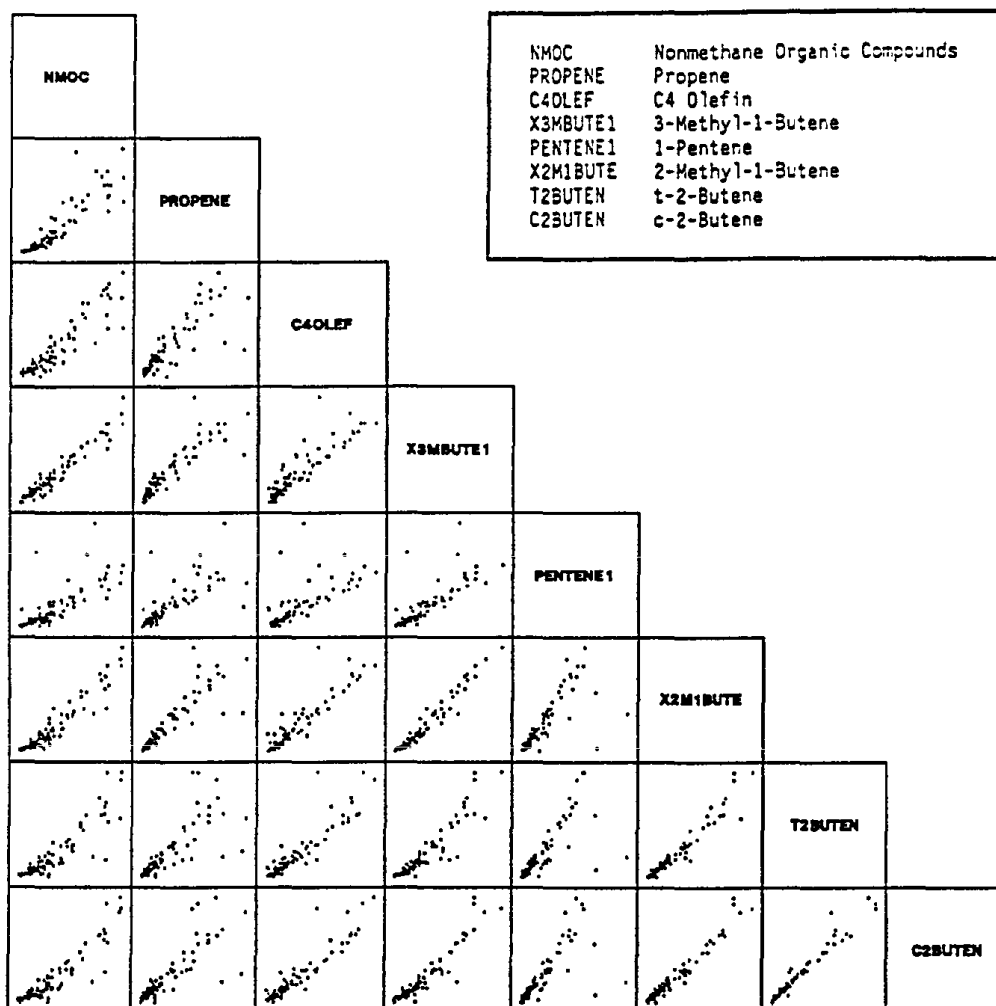 NMOC Nonmethane Organic Compounds
PROPENE Propene
C4OLEF C4 Olefin
X3MBUTE1 3-Methyl-1-Butene
PENTENE1 1-Pentene
X2M1BUTE 2-Methyl-1-Butene
T2BUTEN t-2-Butene
C2BUTEN c-2-Butene
NMOC
PROPENE
C4OLEF
X3MBUTE1
PENTENE1
X2M1BUTE
T2BUTEN
C2BUTEN